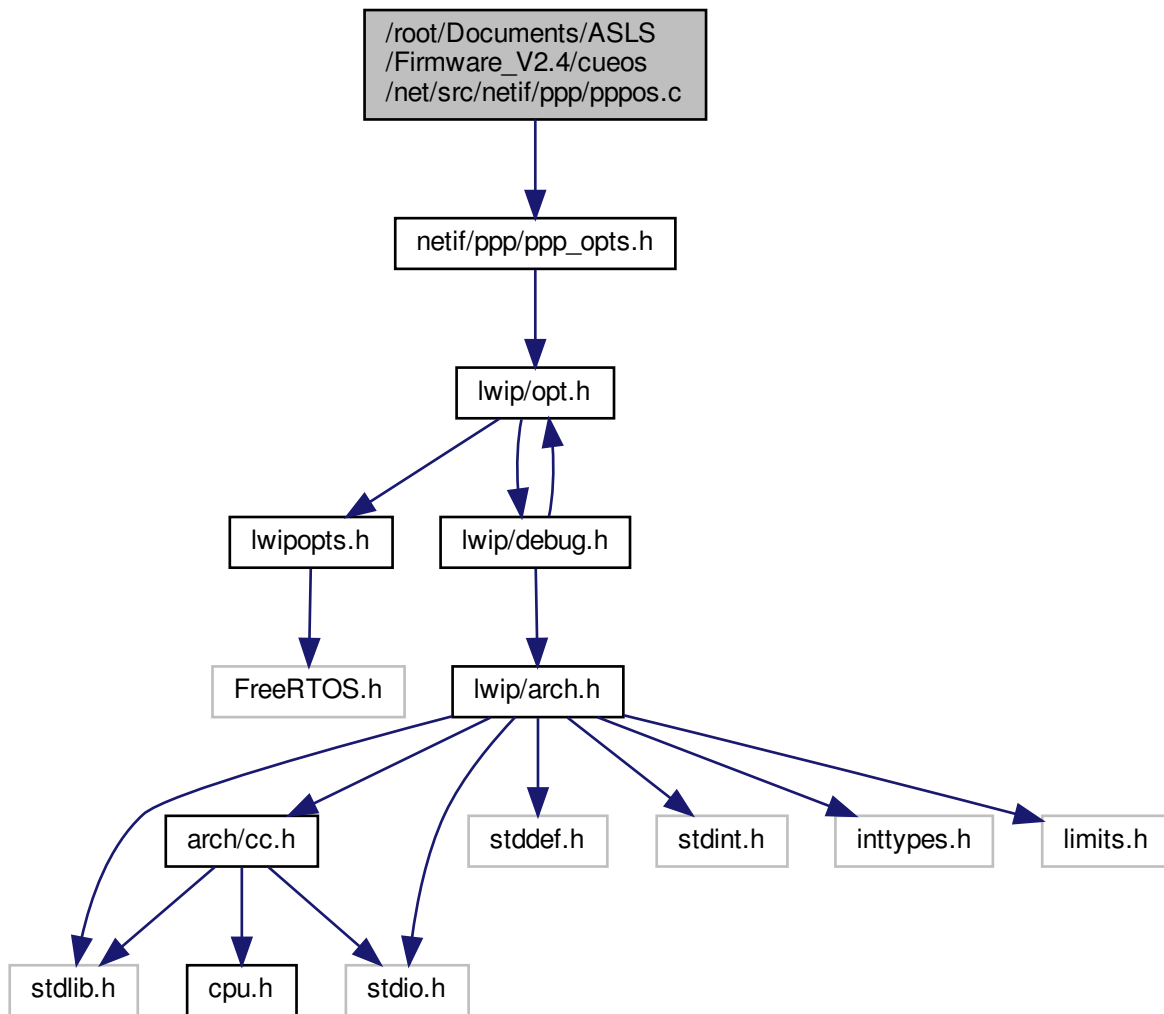 /root/Documents/ASLS
/Firmware_V2.4/cueos
/net/src/netif/ppp/pppos.c
netif/ppp/ppp_opts.h
lwip/opt.h
lwipopts.h
lwip/debug.h
FreeRTOS.h
lwip/arch.h
arch/cc.h
stddef.h
stdint.h
inttypes.h
limits.h
stdlib.h
cpu.h
stdio.h